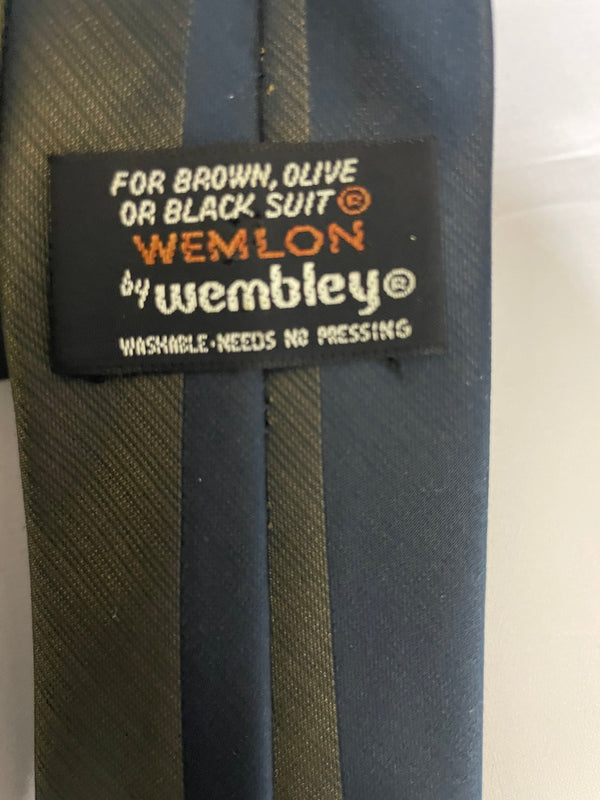 FOR BROWN, OLIVE
OR BLACK SUIT®
WEMLON
by wembley®
WASHABLE·NEEDS NO PRESSING